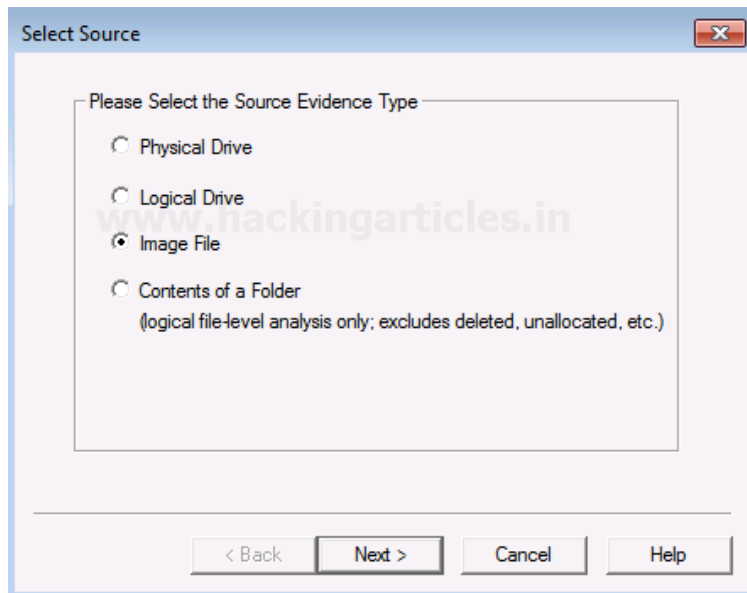 Select Source
Please Select the Source Evidence Type
Physical Drive
Logical Drive
www.hackingarticles.in
Image File
Contents of a Folder
(logical file-level analysis only; excludes deleted, unallocated, etc.)
< Back Next > Cancel Help